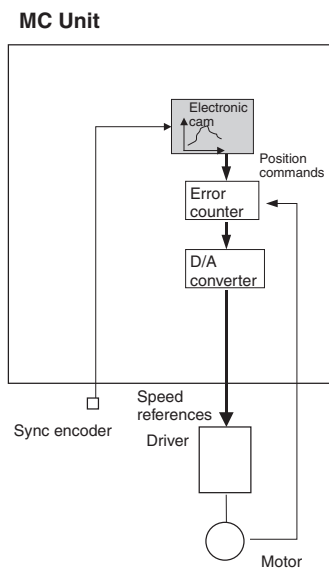 MC Unit
Electronic
cam
Position
commands
Error
counter
D/A
converter
Speed
references
Sync encoder
Driver
Motor